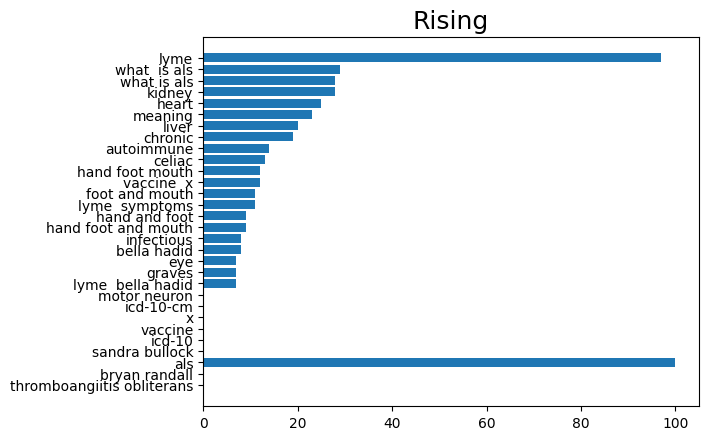 Rising
lyme
what  is als
what is als
kidney
heart
meaning
liver
chronic
autoimmune
celiac
hand foot mouth
vaccine  x
foot and mouth
lyme  symptoms
hand and foot
hand foot and mouth
infectious
bella hadid
eye
graves
lyme  bella hadid
motor neuron
icd-10-cm
x
vaccine
icd-10
sandra bullock
als
bryan randall
thromboangiitis obliterans
0 20 40 60 80 100